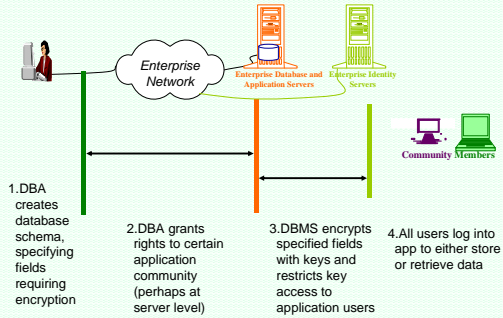 Enterprise
Network
Enterprise Database and
Application Servers
Enterprise Identity
Servers
Community Members
1.DBA
creates
database
schema,
specifying
fields
requiring
encryption
2.DBA grants
rights to certain
application
community
(perhaps at
server level)
3.DBMS encrypts
specified fields
with keys and
restricts key
access to
application users
4.All users log into
app to either store
or retrieve data